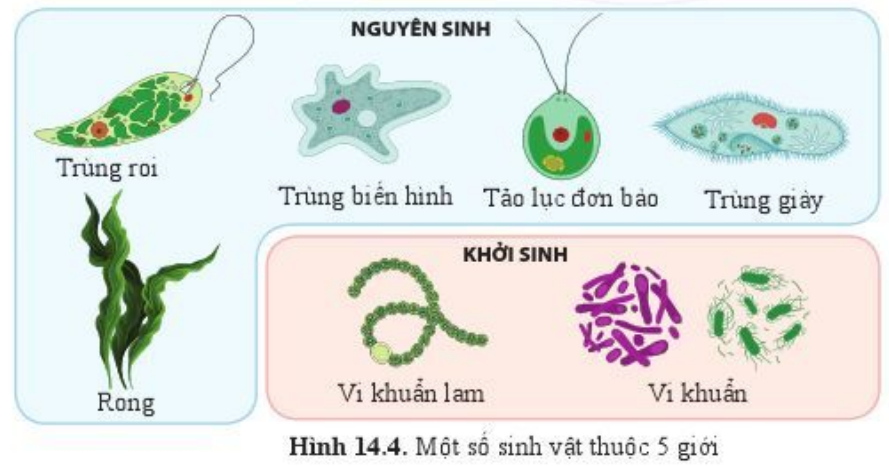 NGUYÊN SINH
Trùng roi
Trùng biến hình
Tảo lục đơn bào
Trùng giày
Rong
KHỞI SINH
Vi khuẩn lam
Vi khuẩn
Hình 14.4. Một số sinh vật thuộc 5 giới